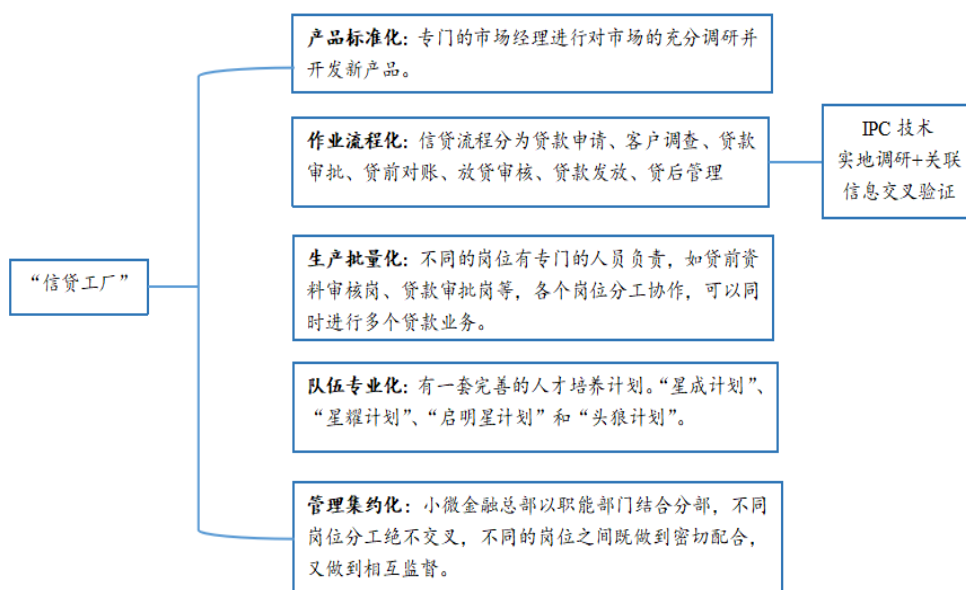 产品标准化：专门的市场经理进行对市场的充分调研并
开发新产品。
作业流程化：信贷流程分为贷款申请、客户调查、贷款
审批、贷前对账、放贷审核、贷款发放、贷后管理
IPC 技术
实地调研+关联
信息交叉验证
“信贷工厂”
生产批量化：不同的岗位有专门的人员负责，如贷前资
料审核岗、贷款审批岗等，各个岗位分工协作，可以同
时进行多个贷款业务。
队伍专业化：有一套完善的人才培养计划。“星成计划”、
“星耀计划”、“启明星计划”和“头狼计划”。
管理集约化：小微金融总部以职能部门结合分部，不同
岗位分工绝不交叉，不同的岗位之间既做到密切配合，
又做到相互监督。